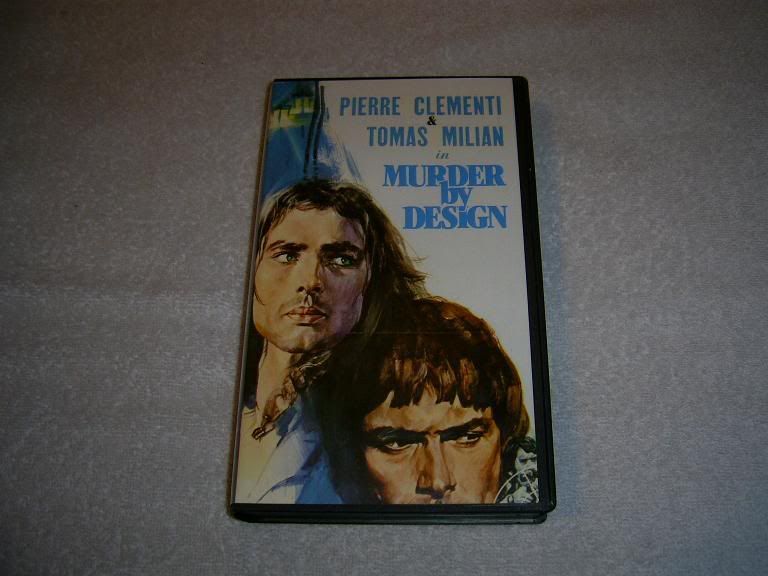 PIERRE CLEMENTI
&
TOMAS MILIAN
in
MURDER
by
DESiGN